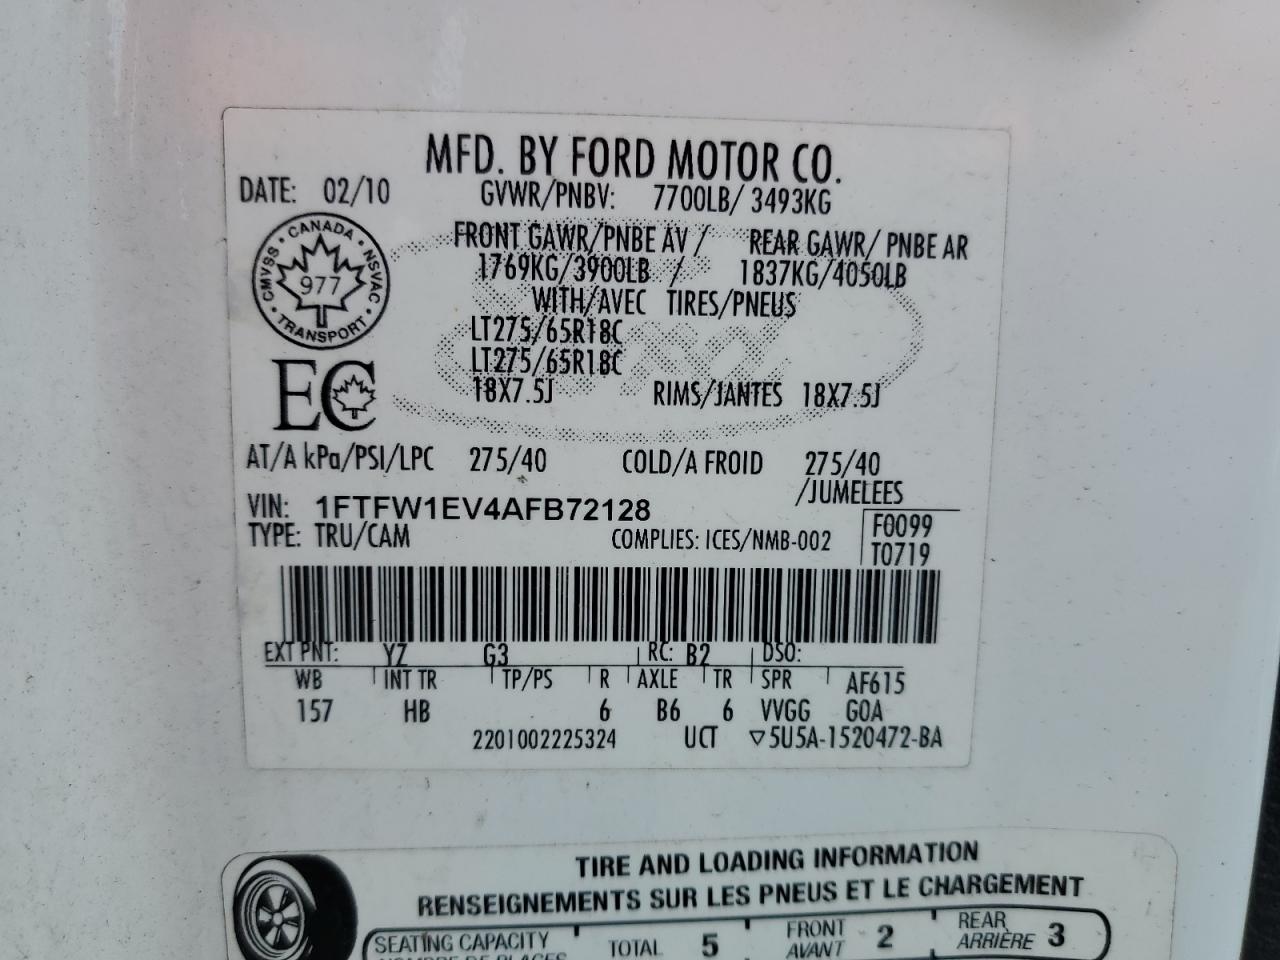 MFD. BY FORD MOTOR CO.
DATE: 02/10 GVWR/PNBV: 7700LB/ 3493KG
CANADA
CMVSS NSVAC
977
TRANSPORT
FRONT GAWR/PNBE AV / REAR GAWR/ PNBE AR
1769KG/3900LB / 1837KG/4050LB
WITH/AVEC TIRES/PNEUS
LT275/65R18C
LT275/65R18C
EC
18X7.5J RIMS/JANTES 18X7.5J
AT/A kPa/PSI/LPC 275/40 COLD/A FROID 275/40
/JUMELEES
VIN: 1FTFW1EV4AFB72128
F0099
TYPE: TRU/CAM COMPLIES: ICES/NMB-002
T0719
EXT PNT: YZ G3 RC: B2 DSO:
WB INT TR TP/PS R AXLE TR SPR AF615
157 HB 6 B6 6 VVGG GOA
2201002225324 UCT ▽5U5A-1520472-BA
TIRE AND LOADING INFORMATION
RENSEIGNEMENTS SUR LES PNEUS ET LE CHARGEMENT
SEATING CAPACITY TOTAL 5 FRONT 2 REAR 3
NOMBRE DE PLACES AVANT ARRIÈRE